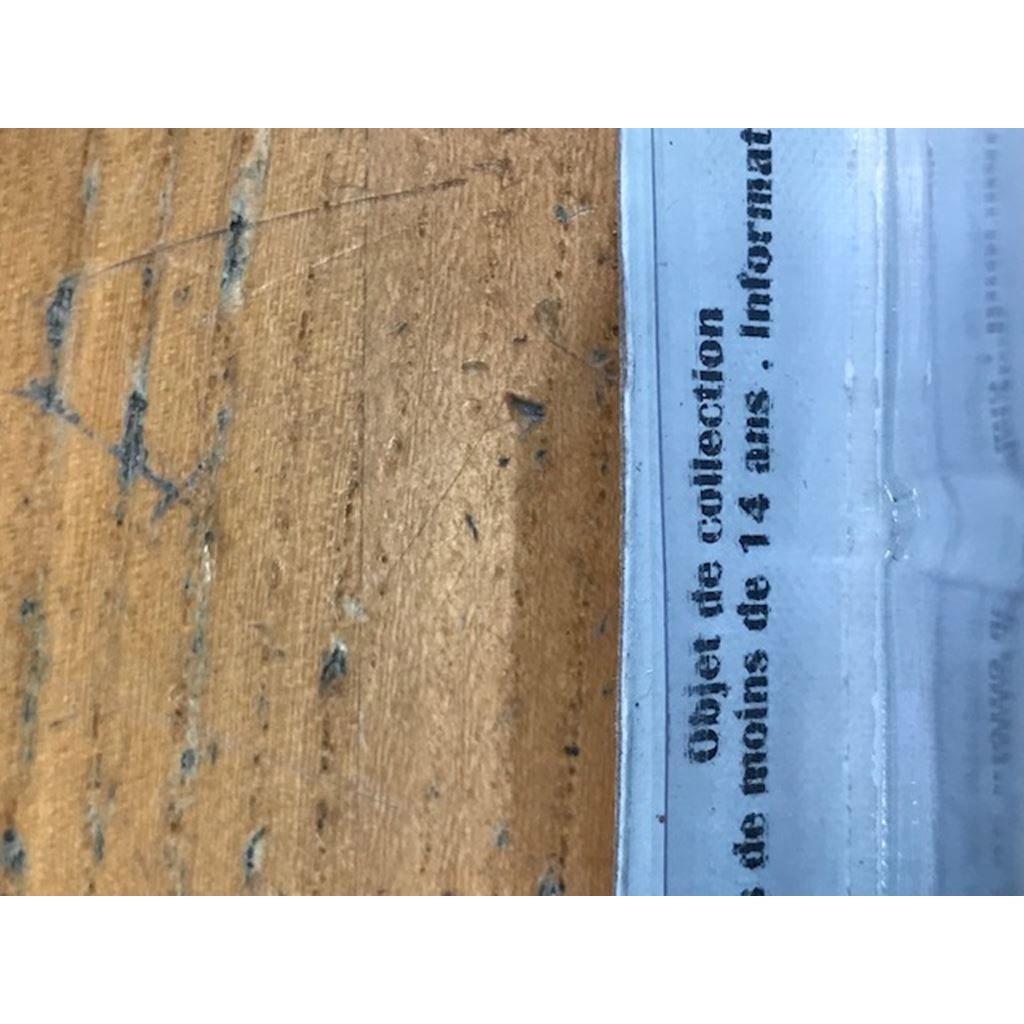 Objet de collection
de moins de 14 ans . Informat